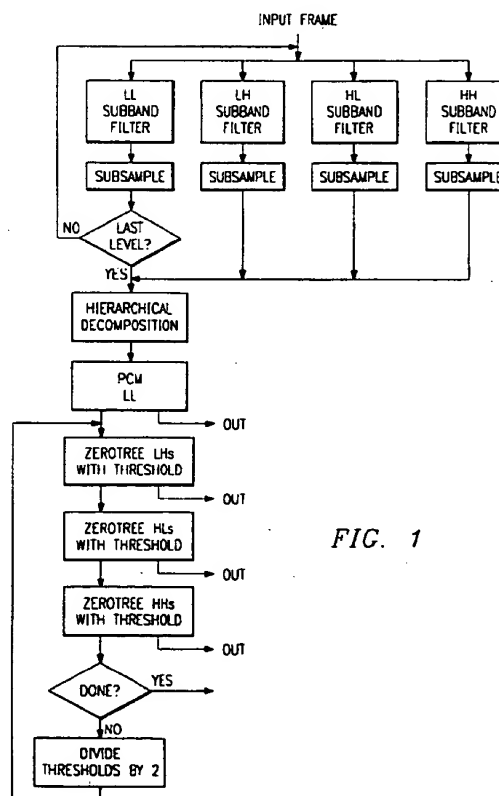 INPUT FRAME
LL
SUBBAND
FILTER
LH
SUBBAND
FILTER
HL
SUBBAND
FILTER
HH
SUBBAND
FILTER
SUBSAMPLE
SUBSAMPLE
SUBSAMPLE
SUBSAMPLE
NO
LAST
LEVEL?
YES
HIERARCHICAL
DECOMPOSITION
PCM
LL
OUT
ZEROTREE LHs
WITH THRESHOLD
OUT
ZEROTREE HLs
WITH THRESHOLD
FIG. 1
OUT
ZEROTREE HHs
WITH THRESHOLD
OUT
DONE?
YES
NO
DIVIDE
THRESHOLDS BY 2